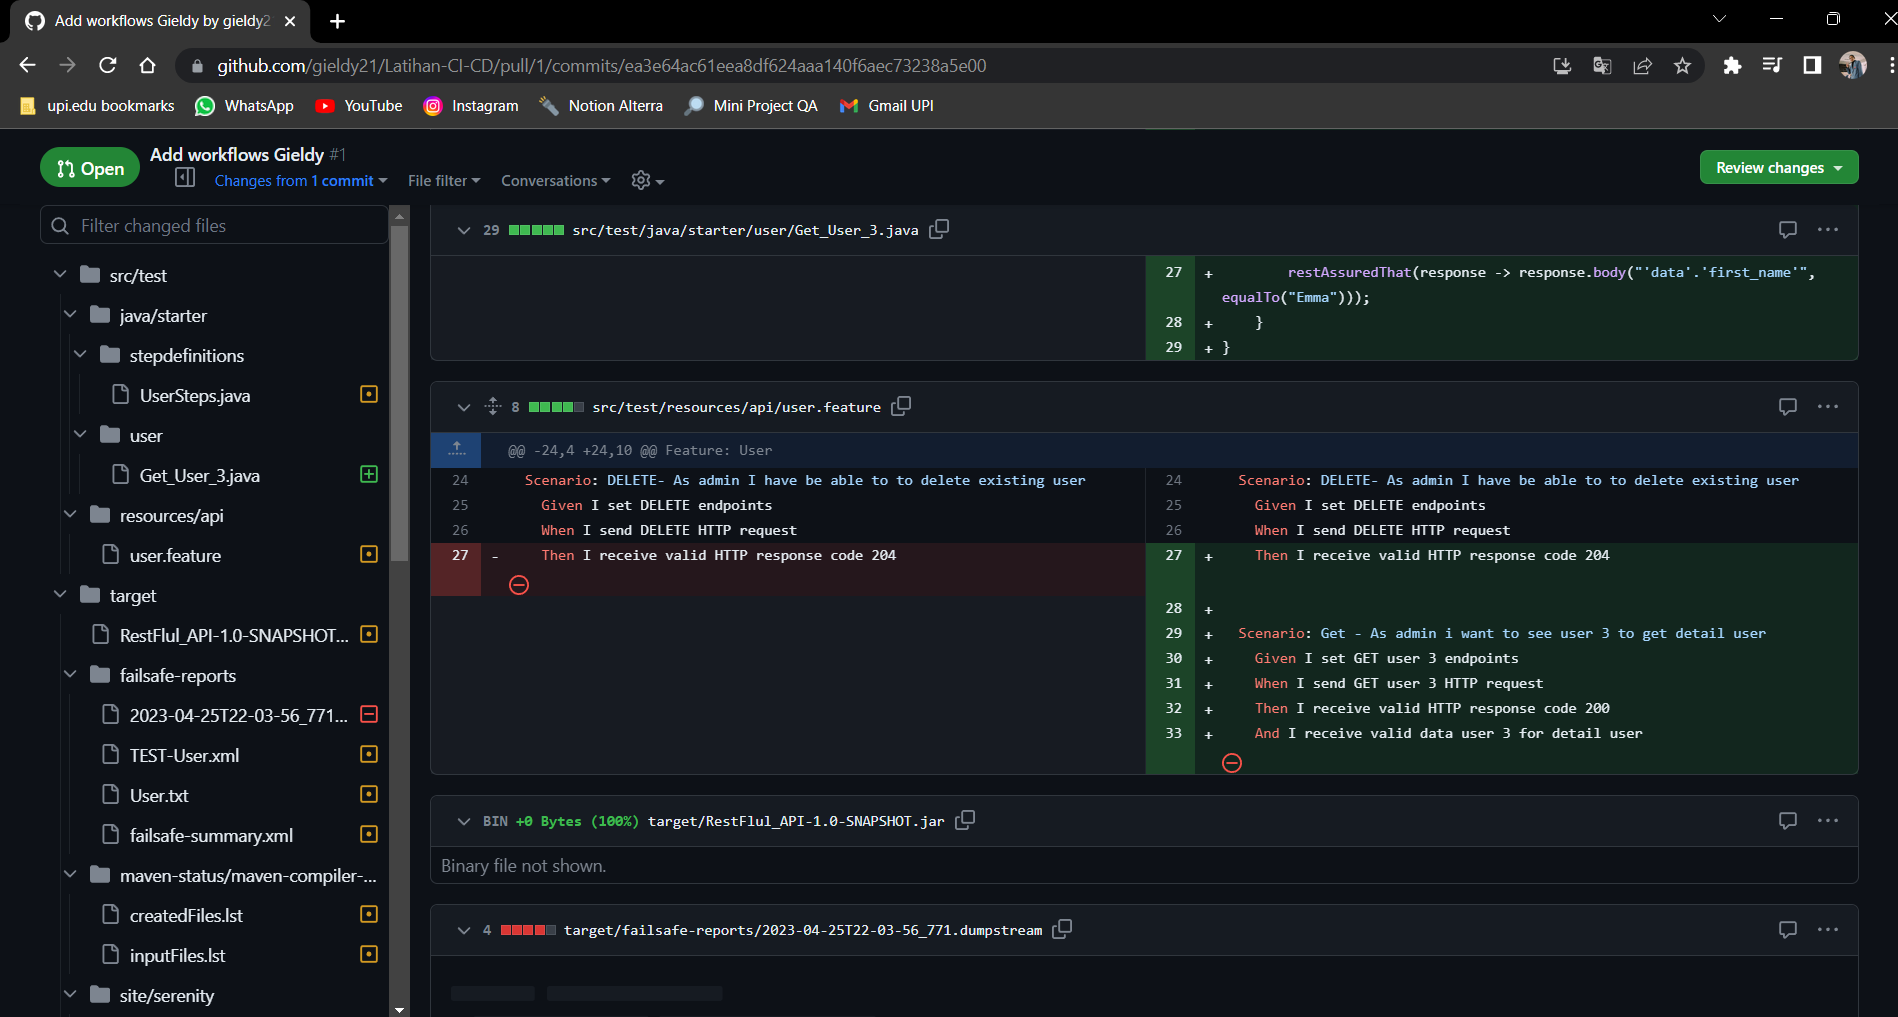 Add workflows Gieldy by gieldy2
github.com/gieldy21/Latihan-CI-CD/pull/1/commits/ea3e64ac61eea8df624aaa140f6aec73238a5e00
upi.edu bookmarks WhatsApp YouTube Instagram Notion Alterra Mini Project QA Gmail UPI
Open
Add workflows Gieldy #1
Changes from 1 commit File filter Conversations
Review changes
Filter changed files
src/test
java/starter
stepdefinitions
UserSteps.java
user
Get_User_3.java
resources/api
user.feature
target
RestFlul_API-1.0-SNAPSHOT...
failsafe-reports
2023-04-25T22-03-56_771...
TEST-User.xml
User.txt
failsafe-summary.xml
maven-status/maven-compiler-...
createdFiles.lst
inputFiles.lst
site/serenity
29 src/test/java/starter/user/Get_User_3.java
27 + restAssuredThat(response -> response.body("'data'.'first_name'",
equalTo("Emma")));
28 + }
29 + }
8 src/test/resources/api/user.feature
@@ -24,4 +24,10 @@ Feature: User
24 Scenario: DELETE- As admin I have be able to to delete existing user
25 Given I set DELETE endpoints
26 When I send DELETE HTTP request
27 - Then I receive valid HTTP response code 204
24 Scenario: DELETE- As admin I have be able to to delete existing user
25 Given I set DELETE endpoints
26 When I send DELETE HTTP request
27 + Then I receive valid HTTP response code 204
28 +
29 + Scenario: Get - As admin i want to see user 3 to get detail user
30 + Given I set GET user 3 endpoints
31 + When I send GET user 3 HTTP request
32 + Then I receive valid HTTP response code 200
33 + And I receive valid data user 3 for detail user
BIN +0 Bytes (100%) target/RestFlul_API-1.0-SNAPSHOT.jar
Binary file not shown.
4 target/failsafe-reports/2023-04-25T22-03-56_771.dumpstream